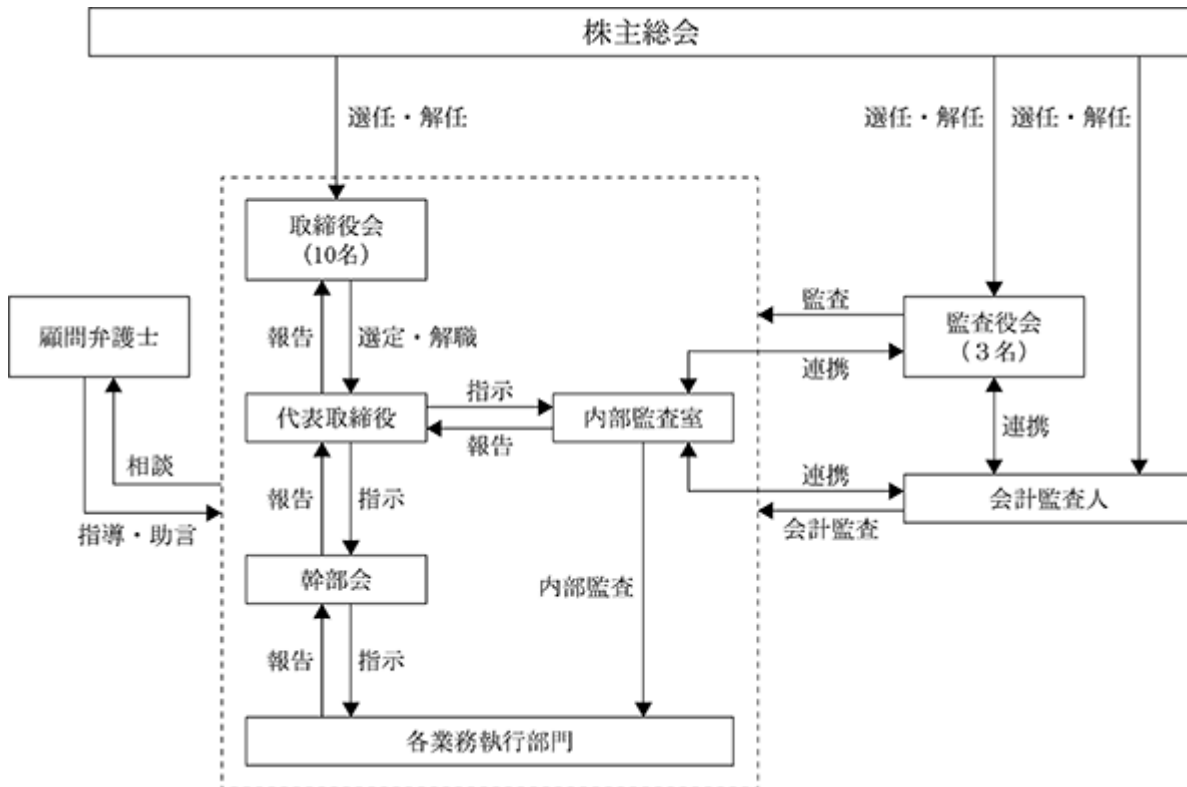 株主総会
選任・解任
選任・解任
選任・解任
取締役会
(10名)
監査
監査役会
(３名)
顧問弁護士
報告
選定・解職
連携
指示
代表取締役
内部監査室
報告
連携
相談
報告
指示
連携
会計監査人
指導・助言
会計監査
幹部会
内部監査
報告
指示
各業務執行部門